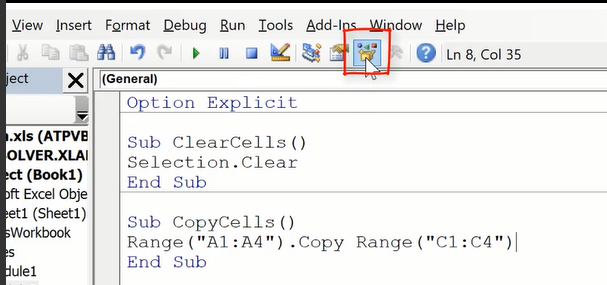 View Insert Format Debug Run Tools Add-Ins Window Help
Ln 8, Col 35
ject
(General)
Option Explicit
n.xls (ATPVB
Sub ClearCells()
SOLVER.XLAI
Selection.Clear
ect (Book1)
End Sub
oft Excel Obje
eet1 (Sheet1)
Sub CopyCells()
sWorkbook
Range("A1:A4").Copy Range("C1:C4")
es
End Sub
dule1